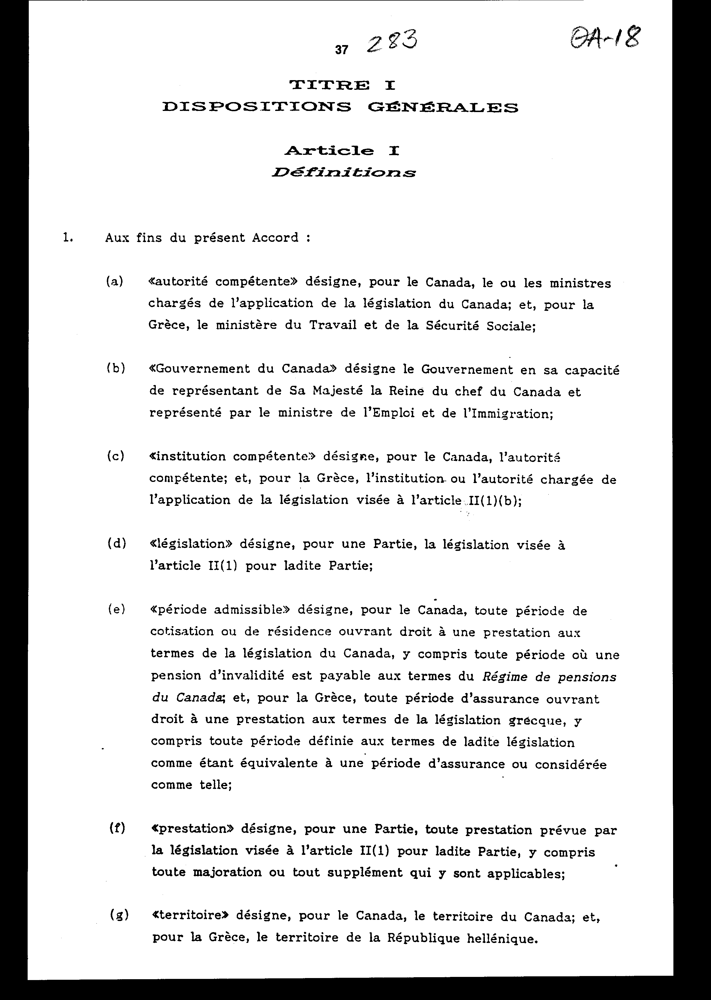 37 283 ΘA-18
TITRE I
DISPOSITIONS GÉNÉRALES
Article I
Définitions
1. Aux fins du présent Accord :
(a) «autorité compétente» désigne, pour le Canada, le ou les ministres
chargés de l'application de la législation du Canada; et, pour la
Grèce, le ministère du Travail et de la Sécurité Sociale;
(b) «Gouvernement du Canada» désigne le Gouvernement en sa capacité
de représentant de Sa Majesté la Reine du chef du Canada et
représenté par le ministre de l'Emploi et de l'Immigration;
(c) «institution compétente» désigne, pour le Canada, l'autorité
compétente; et, pour la Grèce, l'institution ou l'autorité chargée de
l'application de la législation visée à l'article II(1)(b);
(d) «législation» désigne, pour une Partie, la législation visée à
l'article II(1) pour ladite Partie;
(e) «période admissible» désigne, pour le Canada, toute période de
cotisation ou de résidence ouvrant droit à une prestation aux
termes de la législation du Canada, y compris toute période où une
pension d'invalidité est payable aux termes du Régime de pensions
du Canada; et, pour la Grèce, toute période d'assurance ouvrant
droit à une prestation aux termes de la législation grecque, y
compris toute période définie aux termes de ladite législation
comme étant équivalente à une période d'assurance ou considérée
comme telle;
(f) «prestation» désigne, pour une Partie, toute prestation prévue par
la législation visée à l'article II(1) pour ladite Partie, y compris
toute majoration ou tout supplément qui y sont applicables;
(g) «territoire» désigne, pour le Canada, le territoire du Canada; et,
pour la Grèce, le territoire de la République hellénique.